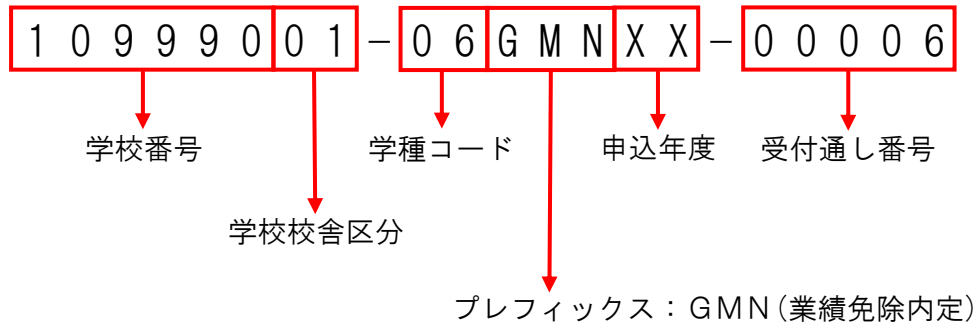 10999001-06GMNXX-00006
学校番号
学種コード
申込年度
受付通し番号
学校校舎区分
プレフィックス：GMN(業績免除内定)